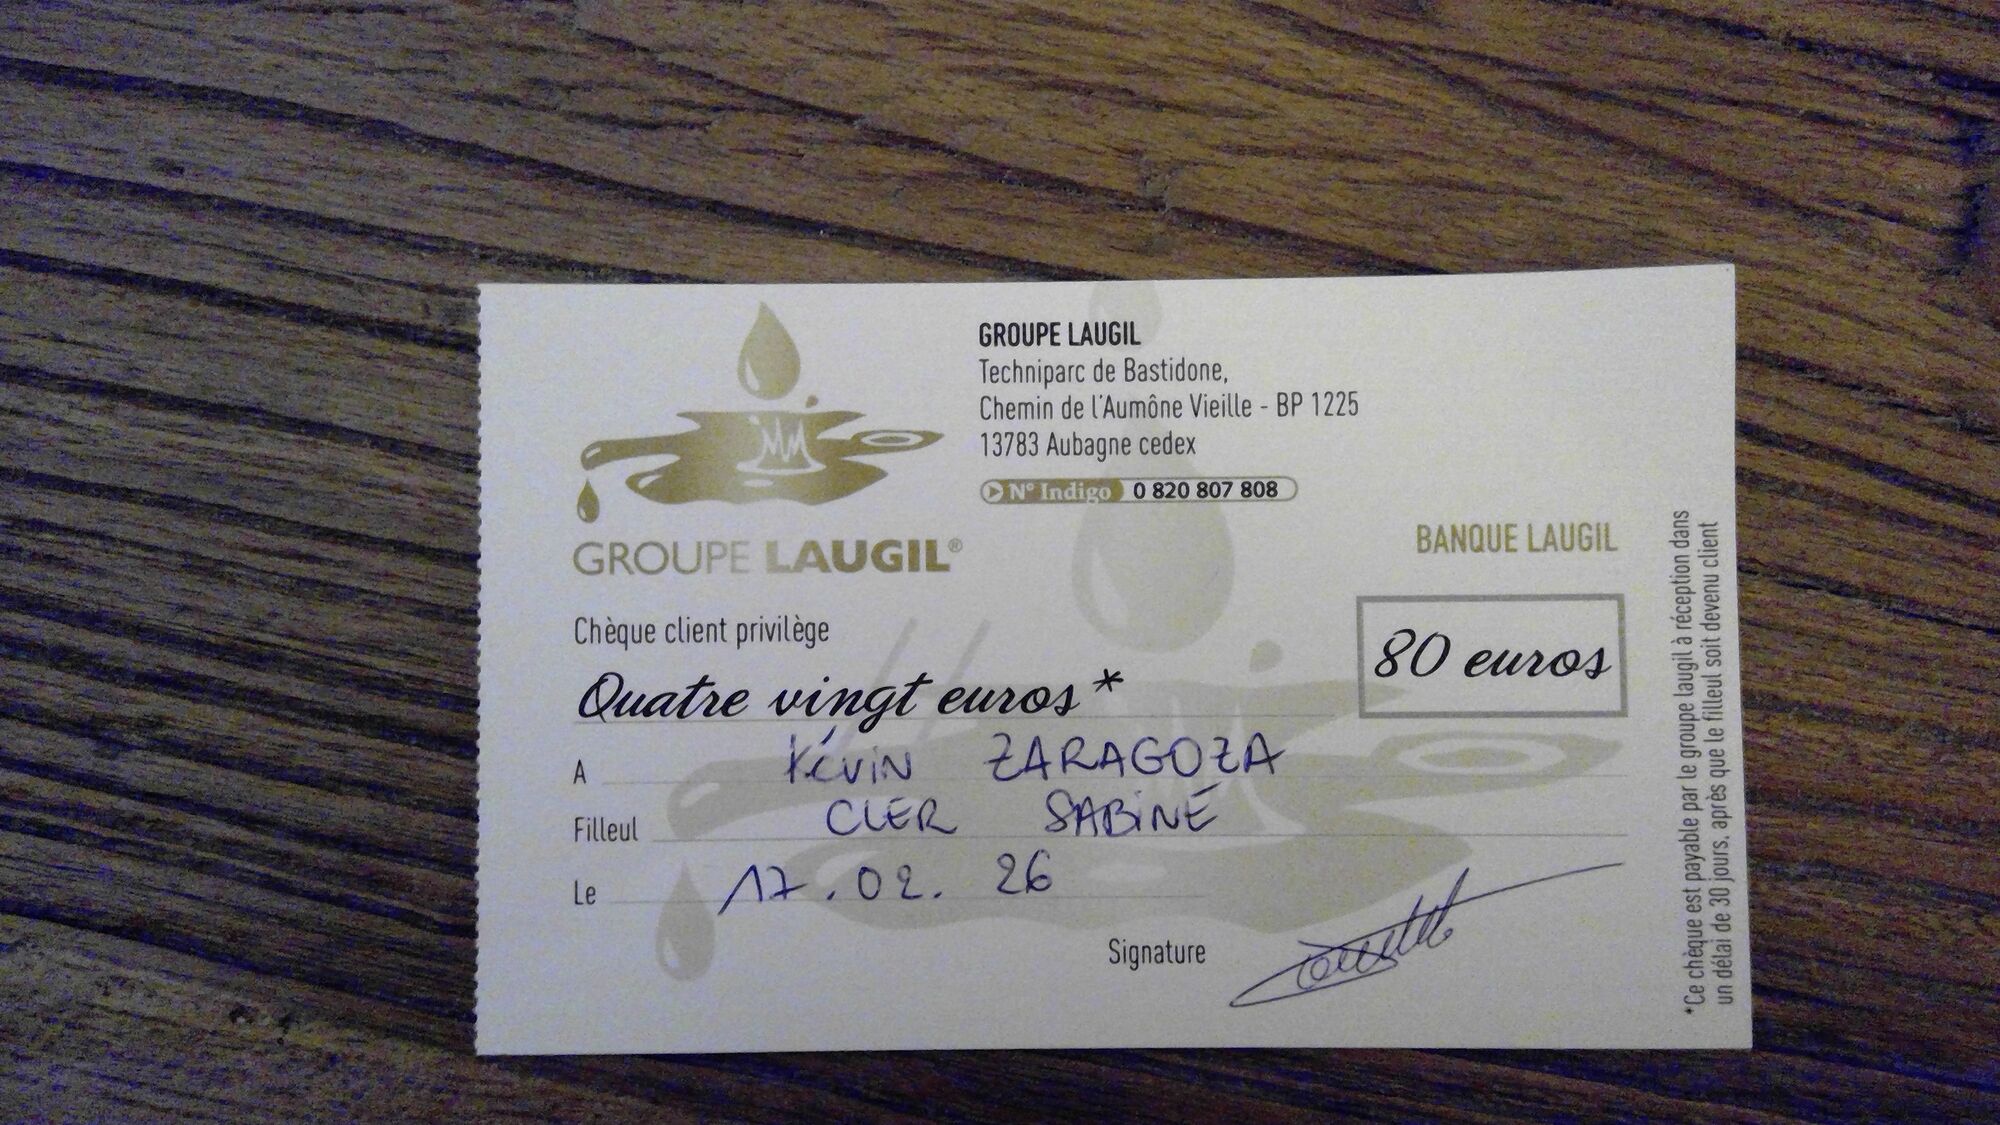 GROUPE LAUGIL
Techniparc de Bastidone,
Chemin de l'Aumône Vieille - BP 1225
13783 Aubagne cedex
N° Indigo 0 820 807 808
GROUPE LAUGIL®
BANQUE LAUGIL
Chèque client privilège
80 euros
Quatre vingt euros*
A Kévin ZARAGOZA
Filleul CLER SABINE
Le 17.02.26
Signature
*Ce chèque est payable par le groupe laugil à réception dans
un délai de 30 jours, après que le filleul soit devenu client